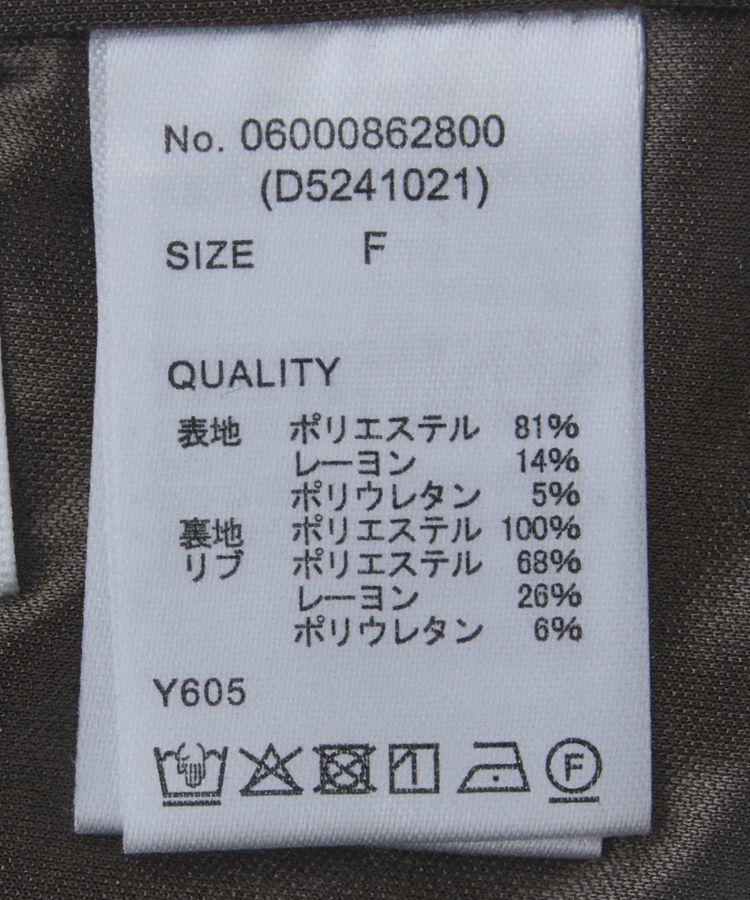 No. 06000862800
(D5241021)
SIZE F
QUALITY
表地 ポリエステル 81%
レーヨン 14%
ポリウレタン 5%
裏地 ポリエステル 100%
リブ ポリエステル 68%
レーヨン 26%
ポリウレタン 6%
Y605
F